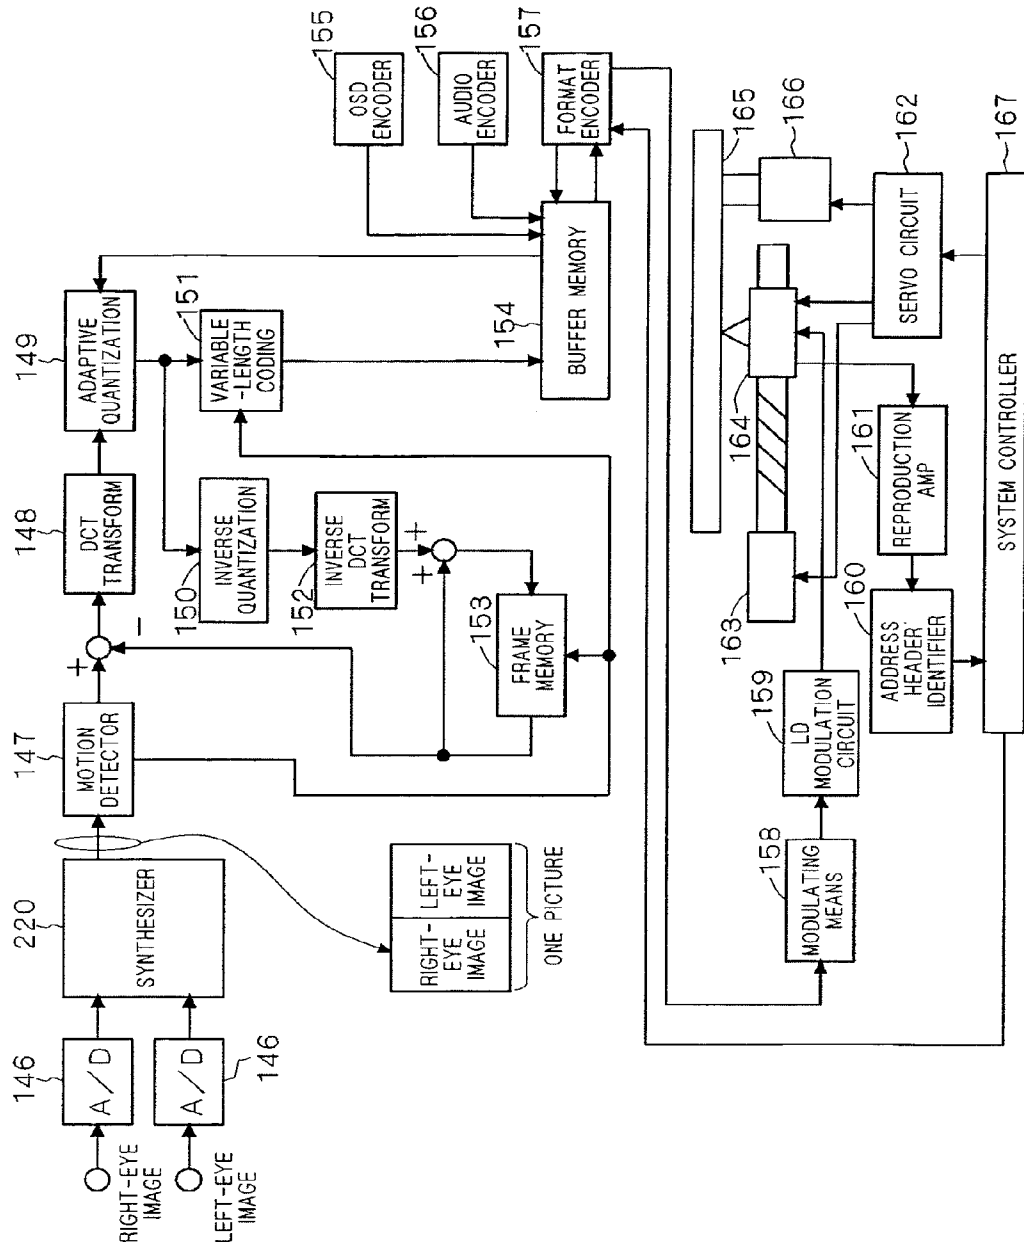 RIGHT-EYE
IMAGE
LEFT-EYE
IMAGE
146
A/D
A/D
146
220
SYNTHESIZER
RIGHT-
EYE
IMAGE
LEFT-
EYE
IMAGE
ONE PICTURE
147
MOTION
DETECTOR
+
-
148
DCT
TRANSFORM
149
ADAPTIVE
QUANTIZATION
150
INVERSE
QUANTIZATION
151
VARIABLE
-LENGTH
CODING
152
INVERSE
DCT
TRANSFORM
+
+
153
FRAME
MEMORY
154
BUFFER MEMORY
155
OSD
ENCODER
156
AUDIO
ENCODER
157
FORMAT
ENCODER
158
MODULATING
MEANS
159
LD
MODULATION
CIRCUIT
160
ADDRESS
HEADER
IDENTIFIER
161
REPRODUCTION
AMP
163
164
165
166
162
SERVO CIRCUIT
167
SYSTEM CONTROLLER